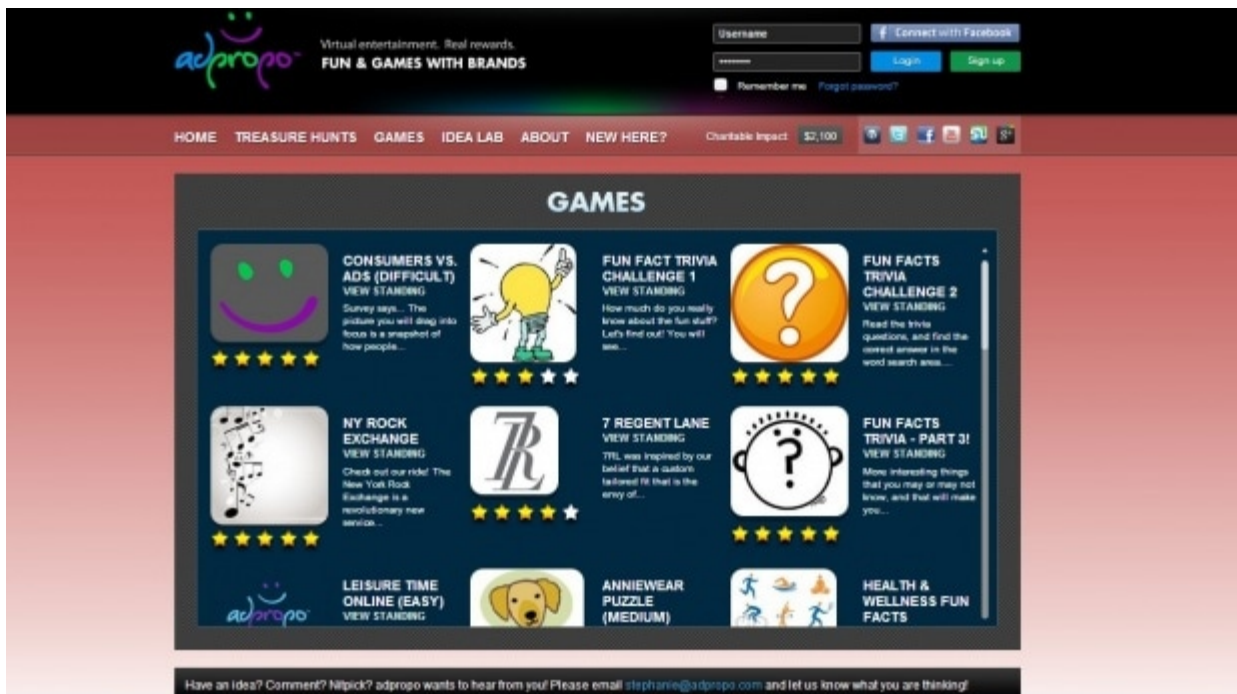 adpropo
Virtual entertainment. Real rewards.
FUN & GAMES WITH BRANDS
Username
Connect with Facebook
Login
Sign up
Remember me
Forgot password?
HOME TREASURE HUNTS GAMES IDEA LAB ABOUT NEW HERE?
Charitable Impact $2,100
GAMES
CONSUMERS VS.
ADS (DIFFICULT)
VIEW STANDING
Survey says... The
picture you will drag into
focus is a snapshot of
how people...
FUN FACT TRIVIA
CHALLENGE 1
VIEW STANDING
How much do you really
know about the fun stuff?
Let's find out! You will
see...
FUN FACTS
TRIVIA
CHALLENGE 2
VIEW STANDING
Read the trivia
questions, and find the
correct answer in the
word search area....
NY ROCK
EXCHANGE
VIEW STANDING
Check out our ride! The
New York Rock
Exchange is a
revolutionary new
service...
7RL
7 REGENT LANE
VIEW STANDING
7RL was inspired by our
belief that a custom
tailored fit that is the
envy of...
FUN FACTS
TRIVIA - PART 3!
VIEW STANDING
More interesting things
that you may or may not
know, and that will make
you...
adpropo
LEISURE TIME
ONLINE (EASY)
VIEW STANDING
ANNIEWEAR
PUZZLE
(MEDIUM)
HEALTH &
WELLNESS FUN
FACTS
Have an idea? Comment? Nitpick? adpropo wants to hear from you! Please email stephanie@adpropo.com and let us know what you are thinking!